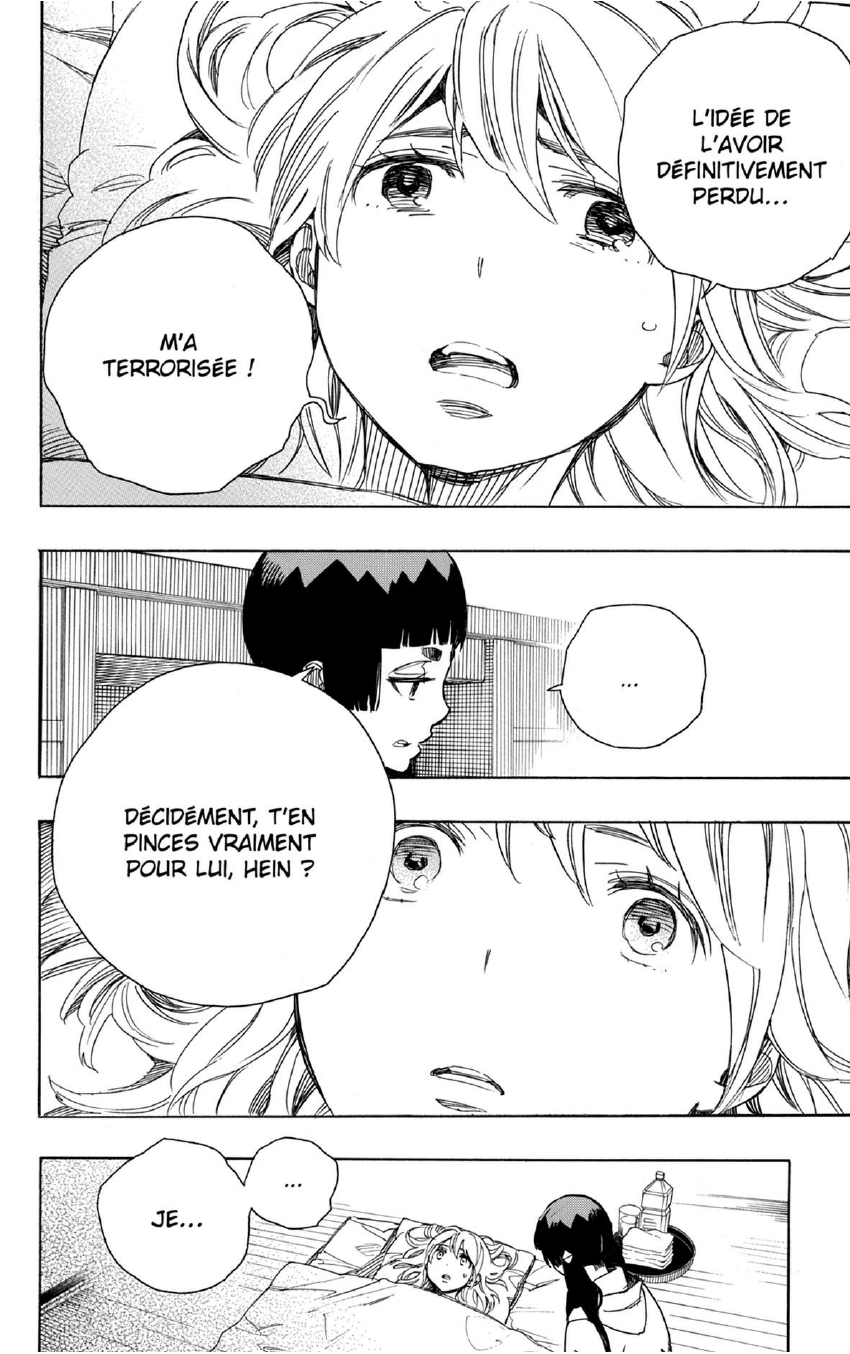 L'IDÉE DE
L'AVOIR
DÉFINITIVEMENT
PERDU...
M'A
TERRORISÉE !
...
DÉCIDÉMENT, T'EN
PINCES VRAIMENT
POUR LUI, HEIN ?
...
JE...